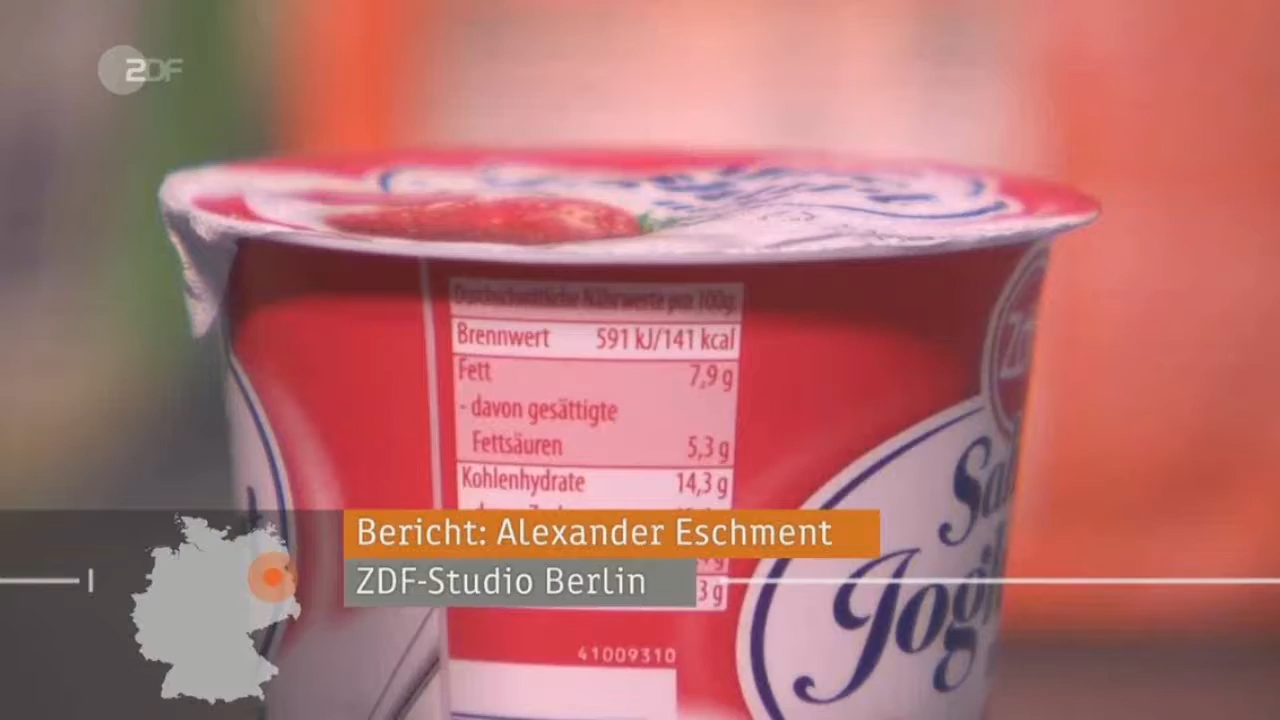 ZDF
Durchschnittliche Nährwerte pro 100g
Brennwert 591 kJ/141 kcal
Fett 7,9 g
- davon gesättigte
Fettsäuren 5,3 g
Kohlenhydrate 14,3 g
Bericht: Alexander Eschment
ZDF-Studio Berlin
3 g
41009310